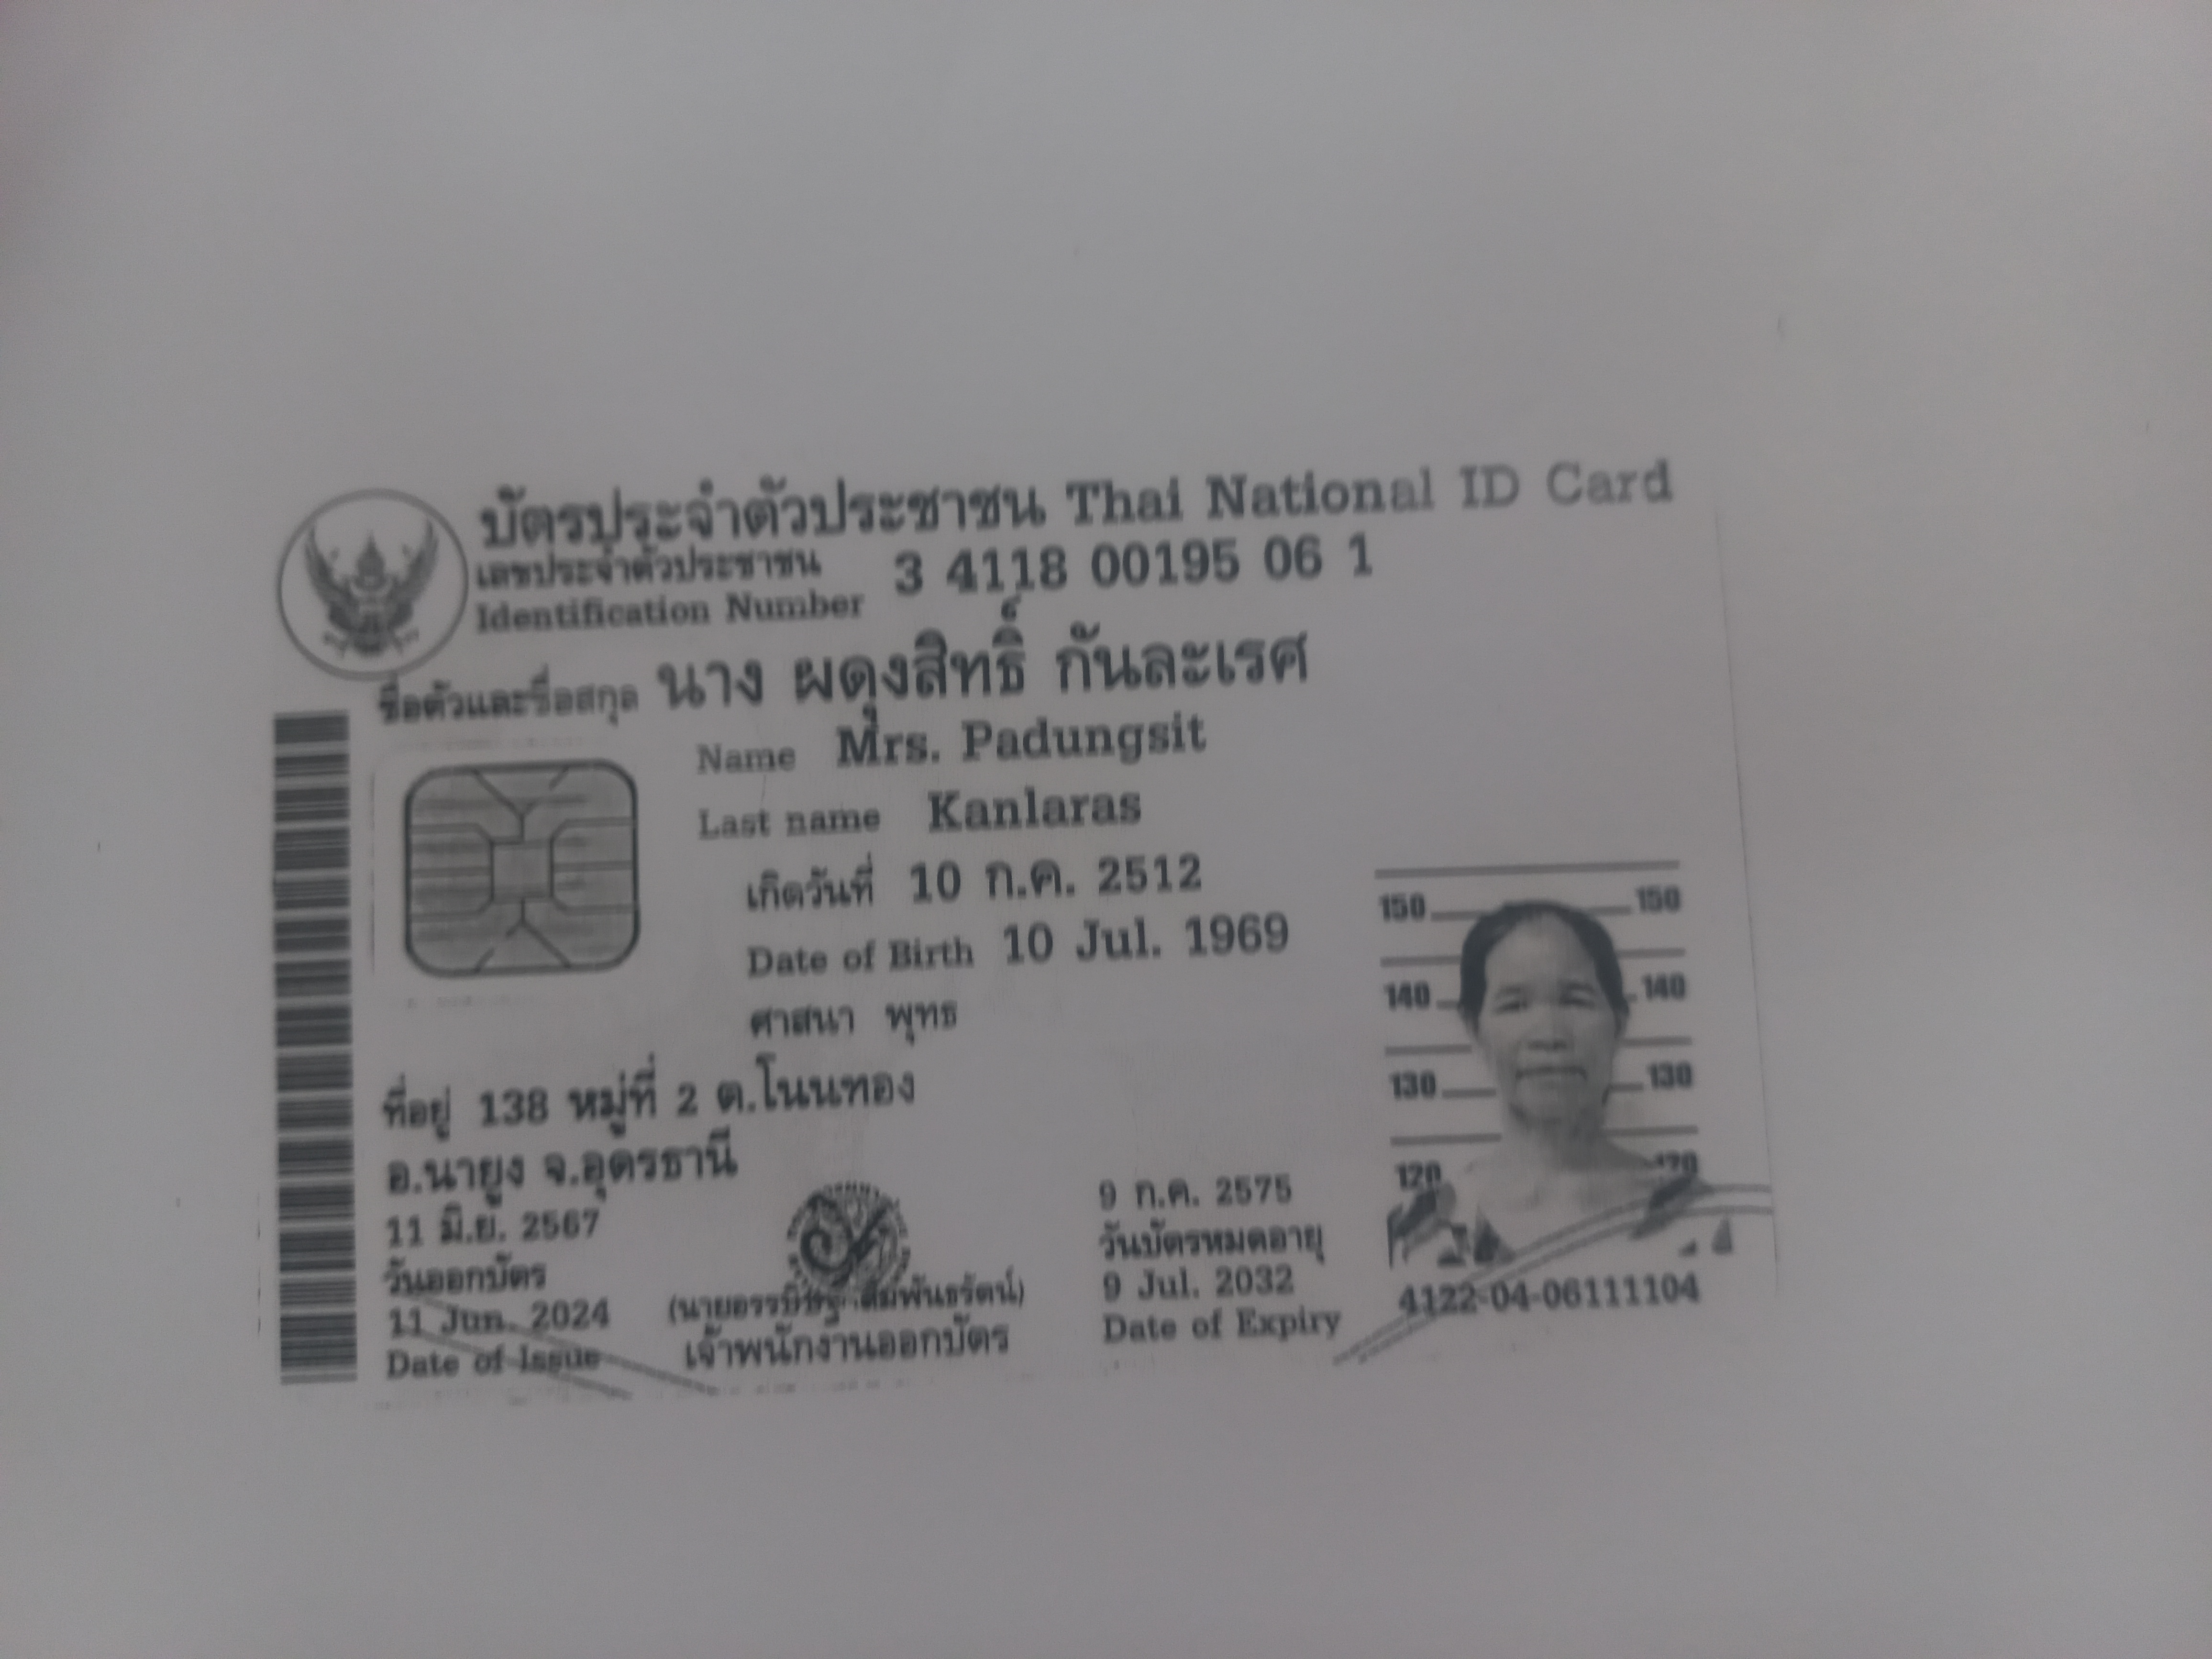 บัตรประจำตัวประชาชน Thai National ID Card
เลขประจำตัวประชาชน 3 4118 00195 06 1
Identification Number
ชื่อตัวและชื่อสกุล นาง ผดุงสิทธิ์ กันละเรศ
Name Mrs. Padungsit
Last name Kanlaras
เกิดวันที่ 10 ก.ค. 2512
Date of Birth 10 Jul. 1969
ศาสนา พุทธ
ที่อยู่ 138 หมู่ที่ 2 ต.โนนทอง
อ.นายูง จ.อุดรธานี
11 มิ.ย. 2567
วันออกบัตร
11 Jun. 2024
Date of Issue
เจ้าพนักงานออกบัตร
9 ก.ค. 2575
วันบัตรหมดอายุ
9 Jul. 2032
Date of Expiry
150 150
140 140
130 130
120 120
4122-04-06111104